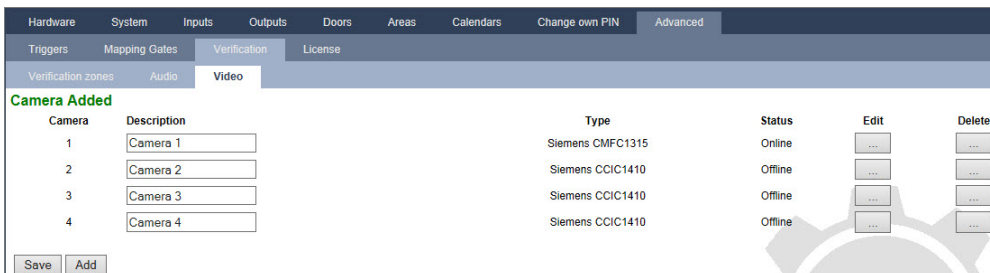 Hardware System Inputs Outputs Doors Areas Calendars Change own PIN Advanced
Triggers Mapping Gates Verification License
Verification zones Audio Video
Camera Added
Camera Description Type Status Edit Delete
1 Camera 1 Siemens CMFC1315 Online ... ...
2 Camera 2 Siemens CCIC1410 Offline ... ...
3 Camera 3 Siemens CCIC1410 Offline ... ...
4 Camera 4 Siemens CCIC1410 Offline ... ...
Save Add